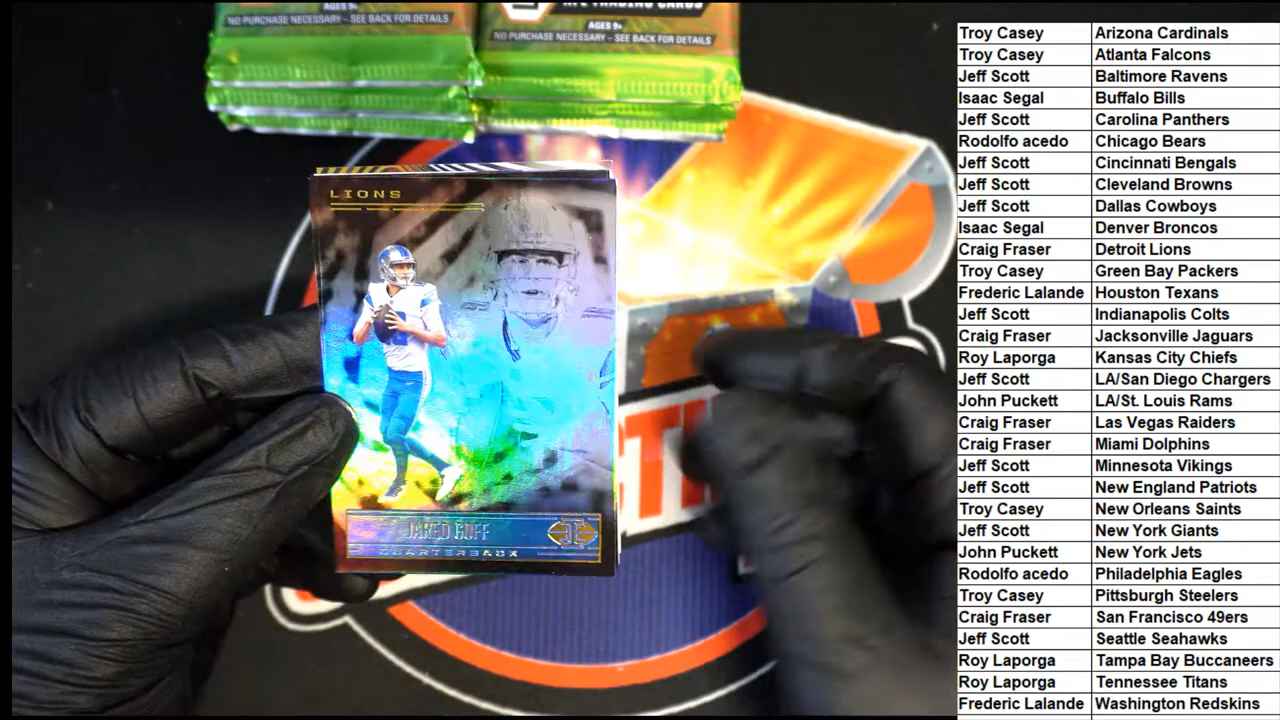 AGES 9+
NO PURCHASE NECESSARY – SEE BACK FOR DETAILS
NFL TRADING CARDS
AGES 9+
NO PURCHASE NECESSARY – SEE BACK FOR DETAILS
LIONS
JARED GOFF
QUARTERBACK
Troy Casey Arizona Cardinals
Troy Casey Atlanta Falcons
Jeff Scott Baltimore Ravens
Isaac Segal Buffalo Bills
Jeff Scott Carolina Panthers
Rodolfo acedo Chicago Bears
Jeff Scott Cincinnati Bengals
Jeff Scott Cleveland Browns
Jeff Scott Dallas Cowboys
Isaac Segal Denver Broncos
Craig Fraser Detroit Lions
Troy Casey Green Bay Packers
Frederic Lalande Houston Texans
Jeff Scott Indianapolis Colts
Craig Fraser Jacksonville Jaguars
Roy Laporga Kansas City Chiefs
Jeff Scott LA/San Diego Chargers
John Puckett LA/St. Louis Rams
Craig Fraser Las Vegas Raiders
Craig Fraser Miami Dolphins
Jeff Scott Minnesota Vikings
Jeff Scott New England Patriots
Troy Casey New Orleans Saints
Jeff Scott New York Giants
John Puckett New York Jets
Rodolfo acedo Philadelphia Eagles
Troy Casey Pittsburgh Steelers
Craig Fraser San Francisco 49ers
Jeff Scott Seattle Seahawks
Roy Laporga Tampa Bay Buccaneers
Roy Laporga Tennessee Titans
Frederic Lalande Washington Redskins